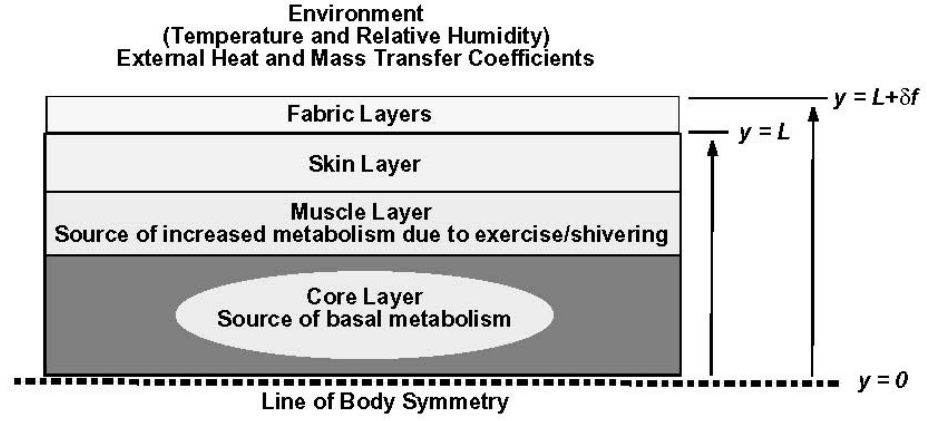 Environment
(Temperature and Relative Humidity)
External Heat and Mass Transfer Coefficients
Fabric Layers
y = L+δf
y = L
Skin Layer
Muscle Layer
Source of increased metabolism due to exercise/shivering
Core Layer
Source of basal metabolism
y = 0
Line of Body Symmetry